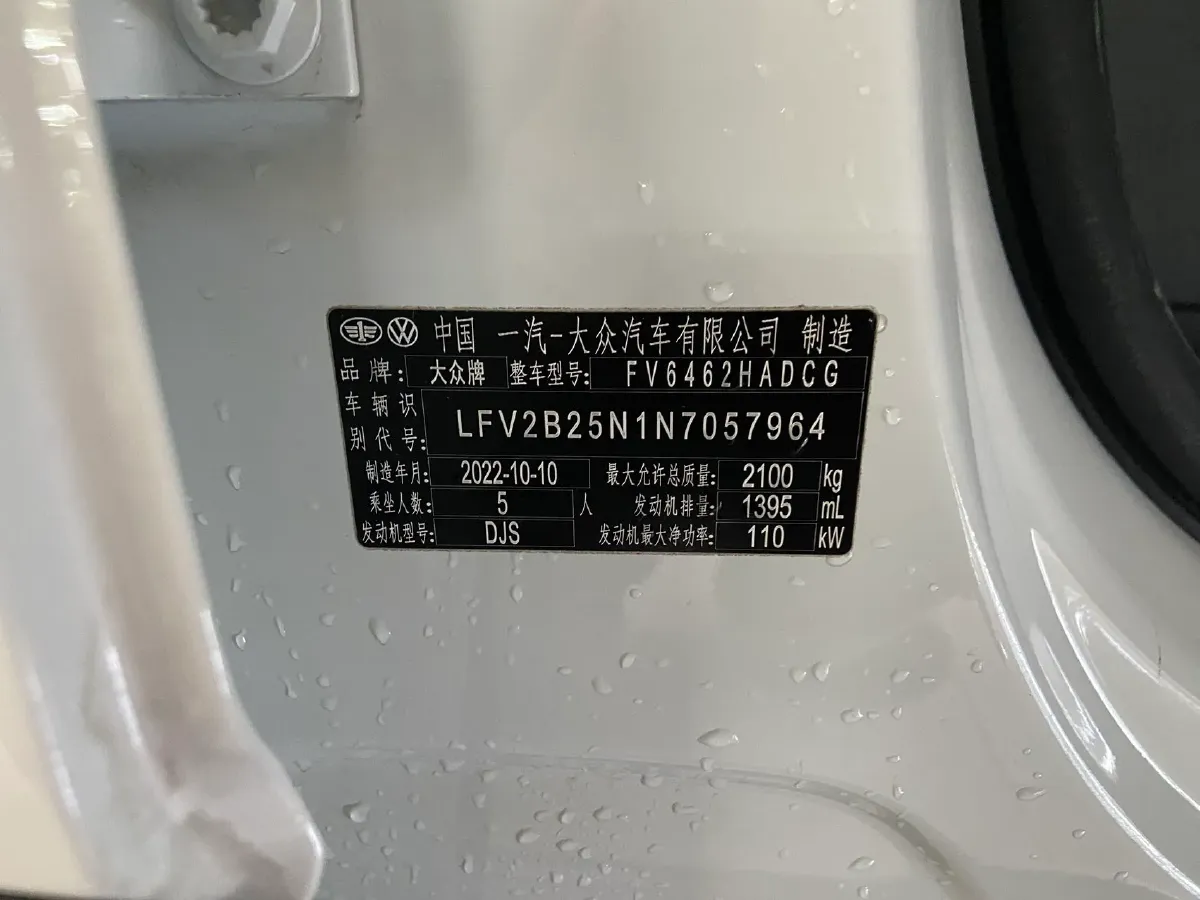 中国 一汽-大众汽车有限公司 制造
品牌: 大众牌 整车型号: FV6462HADCG
车辆识别代号: LFV2B25N1N7057964
制造年月: 2022-10-10 最大允许总质量: 2100 kg
乘坐人数: 5 人 发动机排量: 1395 mL
发动机型号: DJS 发动机最大净功率: 110 kW